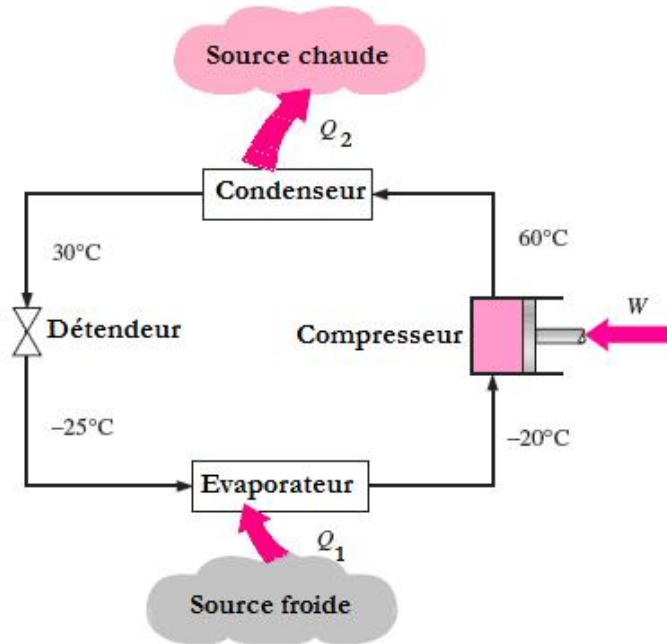 Source chaude
Q2
Condenseur
30°C
60°C
Détendeur
Compresseur
W
–25°C
–20°C
Evaporateur
Q1
Source froide